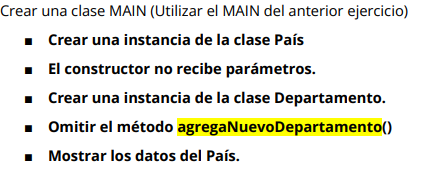 Crear una clase MAIN (Utilizar el MAIN del anterior ejercicio)
▪ Crear una instancia de la clase País
▪ El constructor no recibe parámetros.
▪ Crear una instancia de la clase Departamento.
▪ Omitir el método agregaNuevoDepartamento()
▪ Mostrar los datos del País.